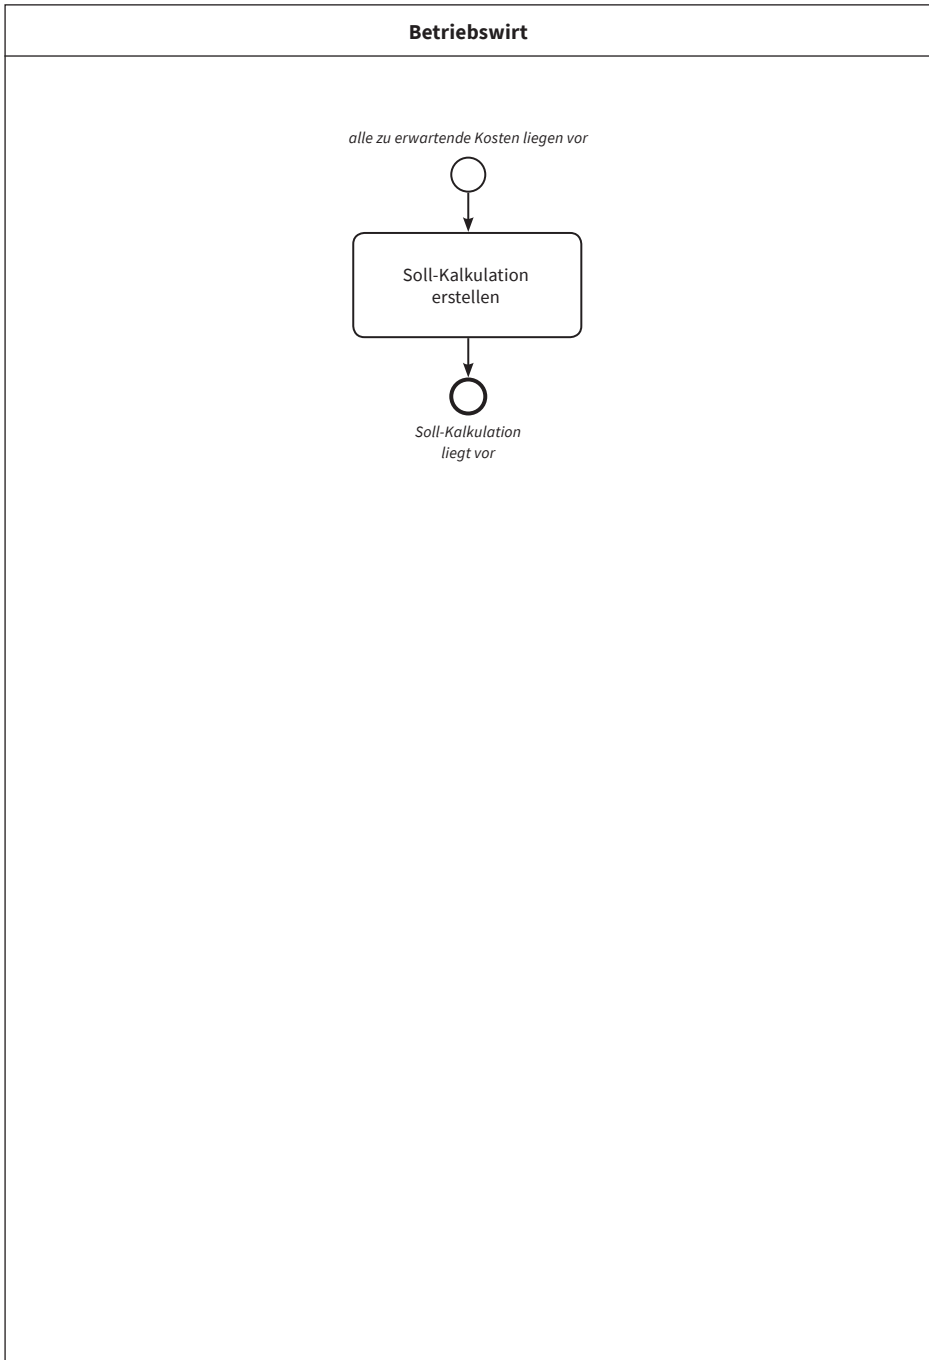 Betriebswirt
alle zu erwartende Kosten liegen vor
Soll-Kalkulation
erstellen
Soll-Kalkulation
liegt vor